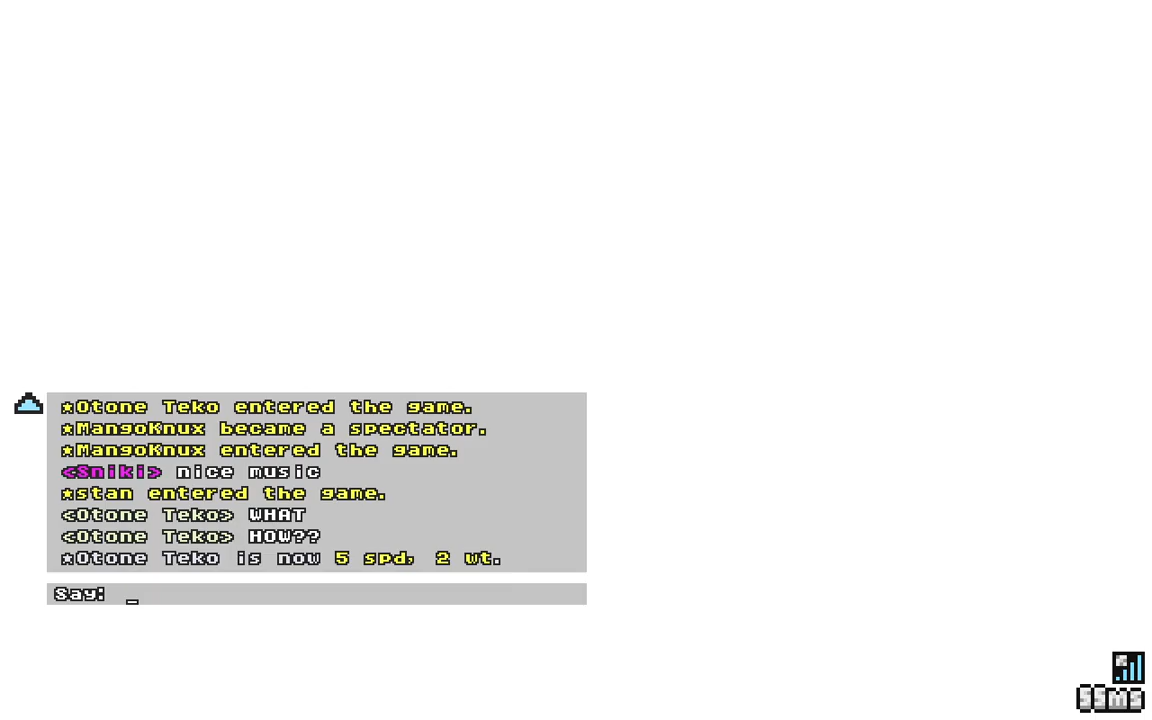 ★Otone Teko entered the game.
★MangoKnux became a spectator.
★MangoKnux entered the game.
<Sniki> nice music
★stan entered the game.
<Otone Teko> WHAT
<Otone Teko> HOW??
★Otone Teko is now 5 spd, 2 wt.
Say: _